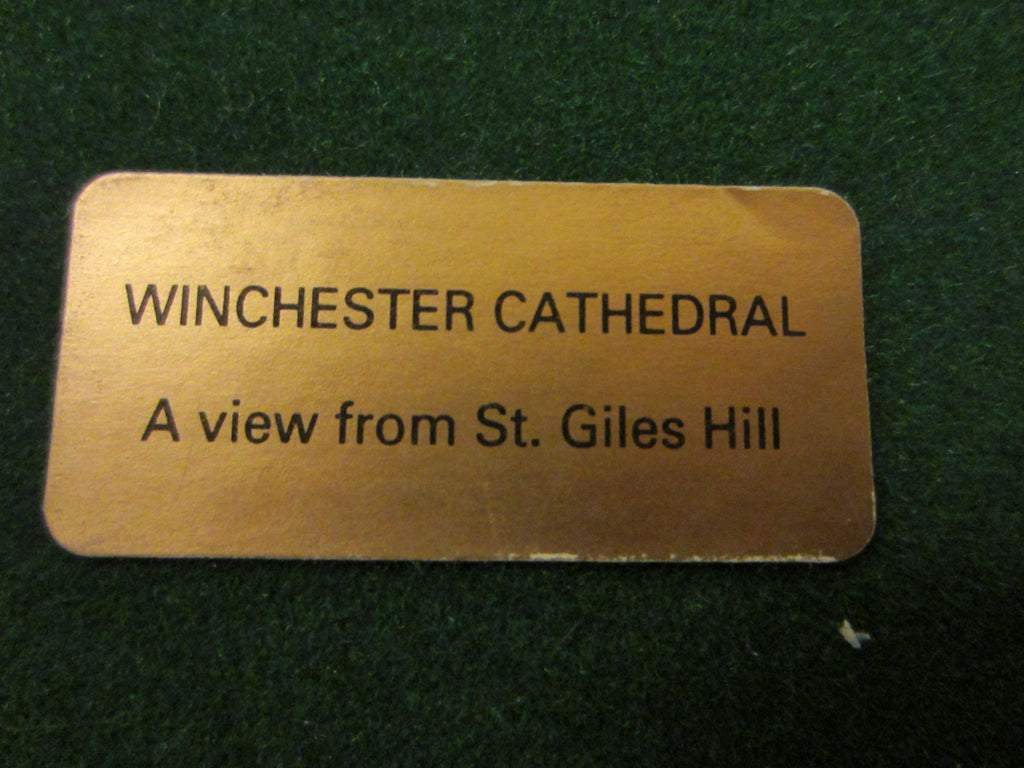 WINCHESTER CATHEDRAL
A view from St. Giles Hill